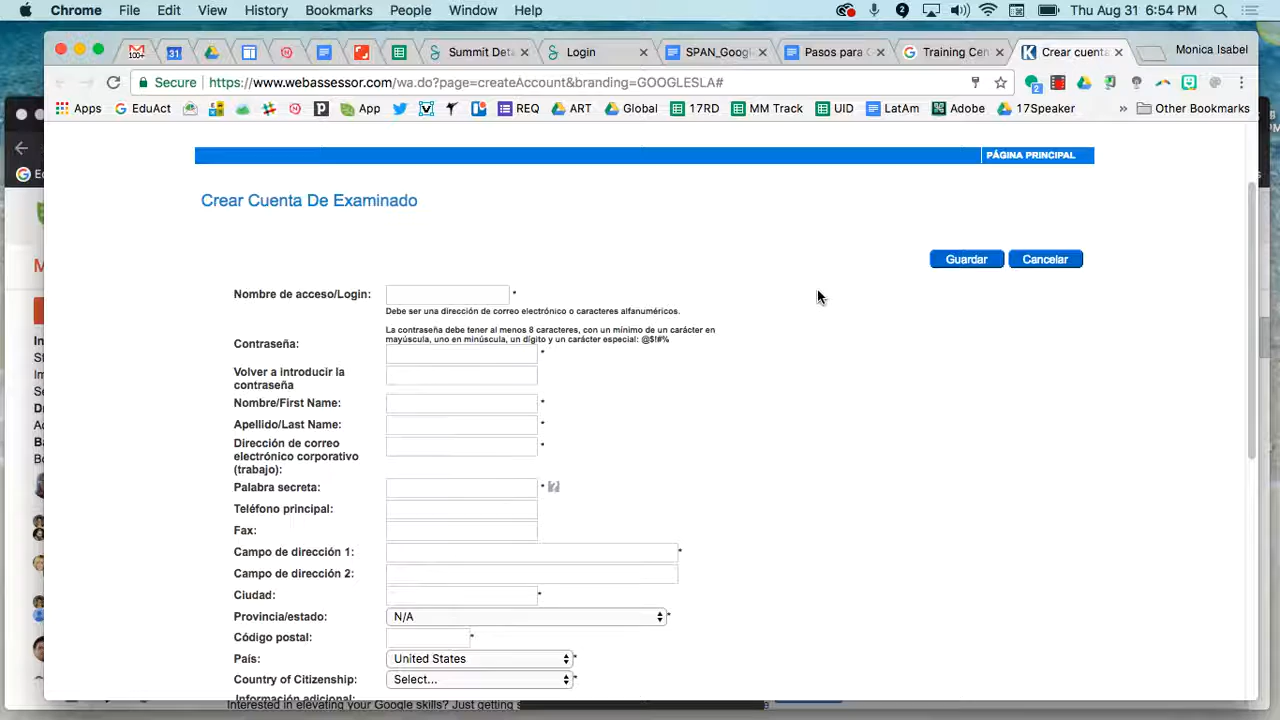 Chrome File Edit View History Bookmarks People Window Help 2 Thu Aug 31 6:54 PM
100+ 31 Summit Deta Login SPAN_Goog Pasos para C Training Cen Crear cuenta Monica Isabel
Secure https://www.webassessor.com/wa.do?page=createAccount&branding=GOOGLESLA# 2
Apps EduAct App REQ ART Global 17RD MM Track UID LatAm Adobe 17Speaker » Other Bookmarks
PÁGINA PRINCIPAL
Crear Cuenta De Examinado
Guardar Cancelar
Nombre de acceso/Login: *
Debe ser una dirección de correo electrónico o caracteres alfanuméricos.
La contraseña debe tener al menos 8 caracteres, con un mínimo de un carácter en
mayúscula, uno en minúscula, un dígito y un carácter especial: @$!#%
Contraseña: *
Volver a introducir la
contraseña
Nombre/First Name: *
Apellido/Last Name: *
Dirección de correo
electrónico corporativo
(trabajo): *
Palabra secreta: * ?
Teléfono principal:
Fax:
Campo de dirección 1: *
Campo de dirección 2:
Ciudad: *
Provincia/estado: N/A *
Código postal: *
País: United States *
Country of Citizenship: Select... *
Información adicional:
Interested in elevating your Google skills? Just getting s